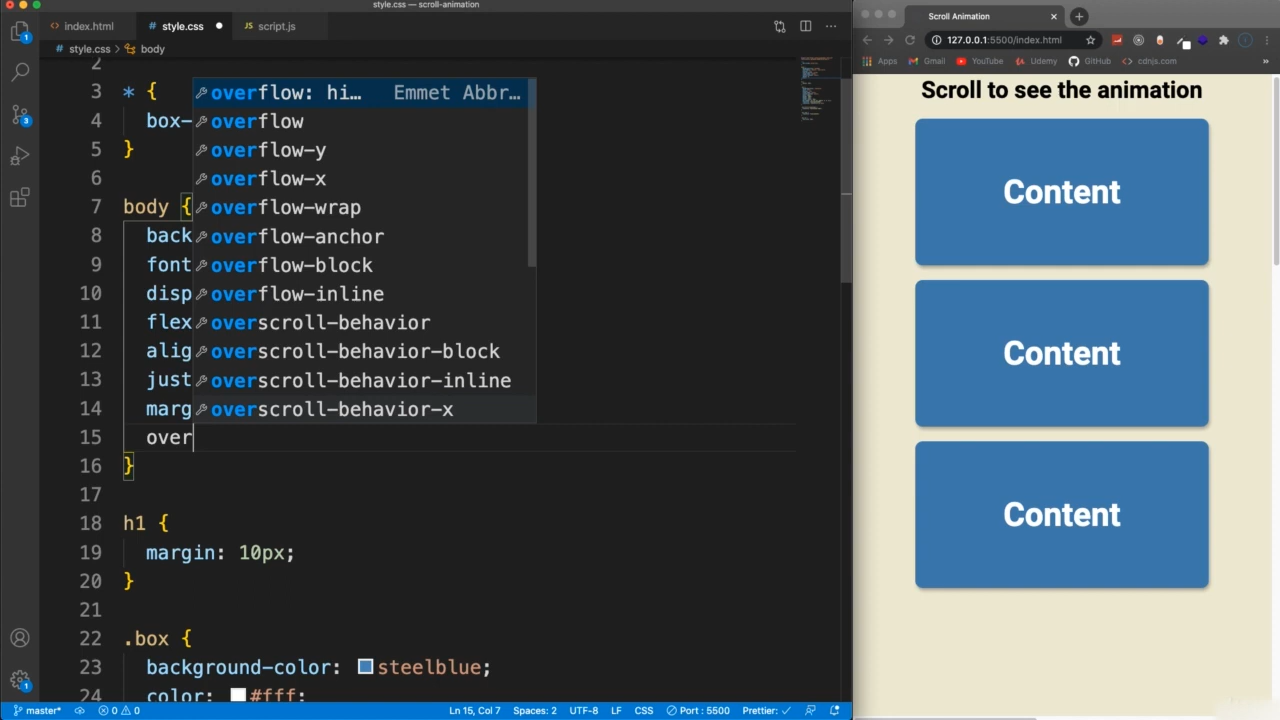 style.css — scroll-animation
index.html
style.css
JS script.js
style.css > body
2
3 * {
4 box-
5 }
6
7 body {
8 back
9 font
10 disp
11 flex
12 alig
13 just
14 marg
15 over
16 }
17
18 h1 {
19 margin: 10px;
20 }
21
22 .box {
23 background-color: steelblue;
24 color: #fff;
overflow: hi… Emmet Abbr…
overflow
overflow-y
overflow-x
overflow-wrap
overflow-anchor
overflow-block
overflow-inline
overscroll-behavior
overscroll-behavior-block
overscroll-behavior-inline
overscroll-behavior-x
1
3
1
1
master* 0 0 Ln 15, Col 7 Spaces: 2 UTF-8 LF CSS Port : 5500 Prettier: ✓
Scroll Animation
127.0.0.1:5500/index.html
Apps Gmail YouTube Udemy GitHub cdnjs.com »
Scroll to see the animation
Content
Content
Content